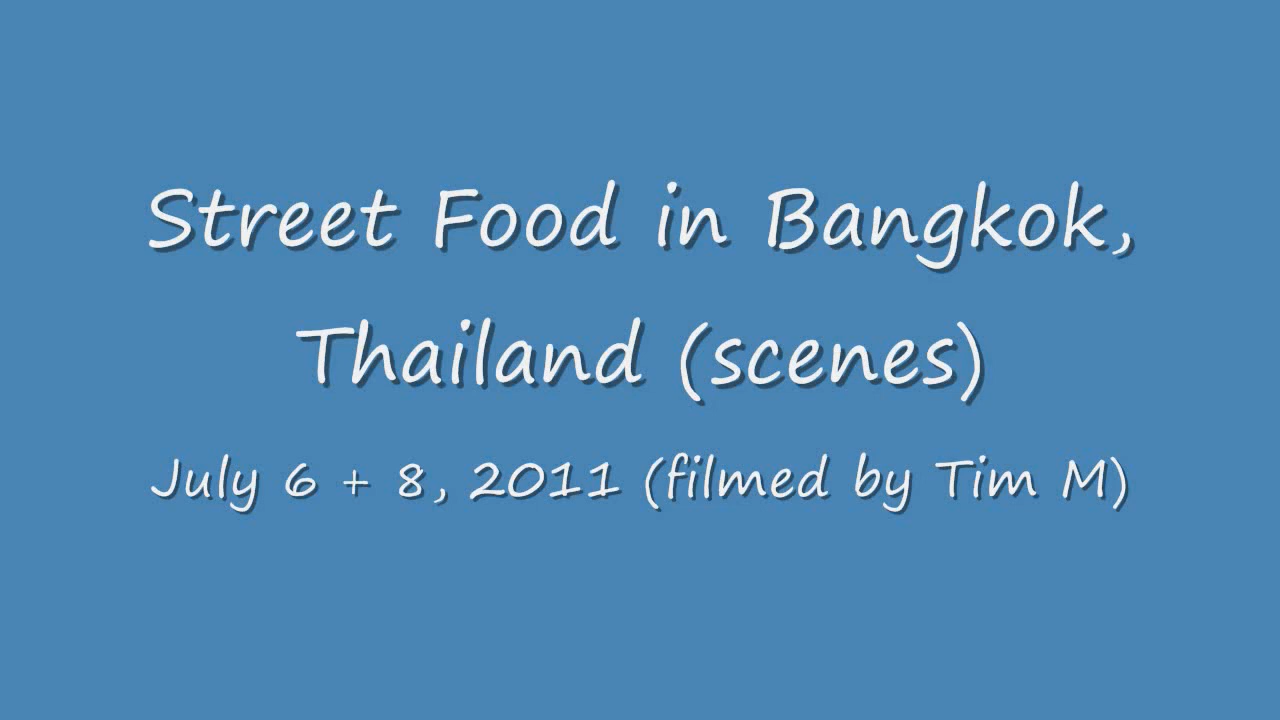 Street Food in Bangkok,
Thailand (scenes)
July 6 + 8, 2011 (filmed by Tim M)